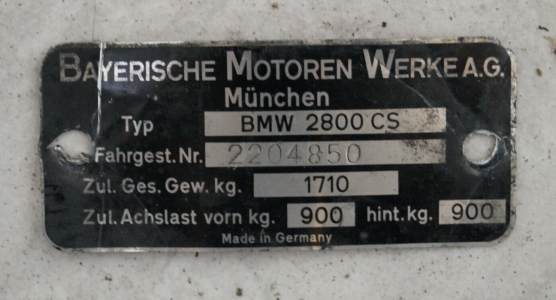 BAYERISCHE MOTOREN WERKE A.G.
München
Typ BMW 2800 CS
Fahrgest. Nr. 2204850
Zul. Ges. Gew. kg. 1710
Zul. Achslast vorn kg. 900 hint. kg. 900
Made in Germany